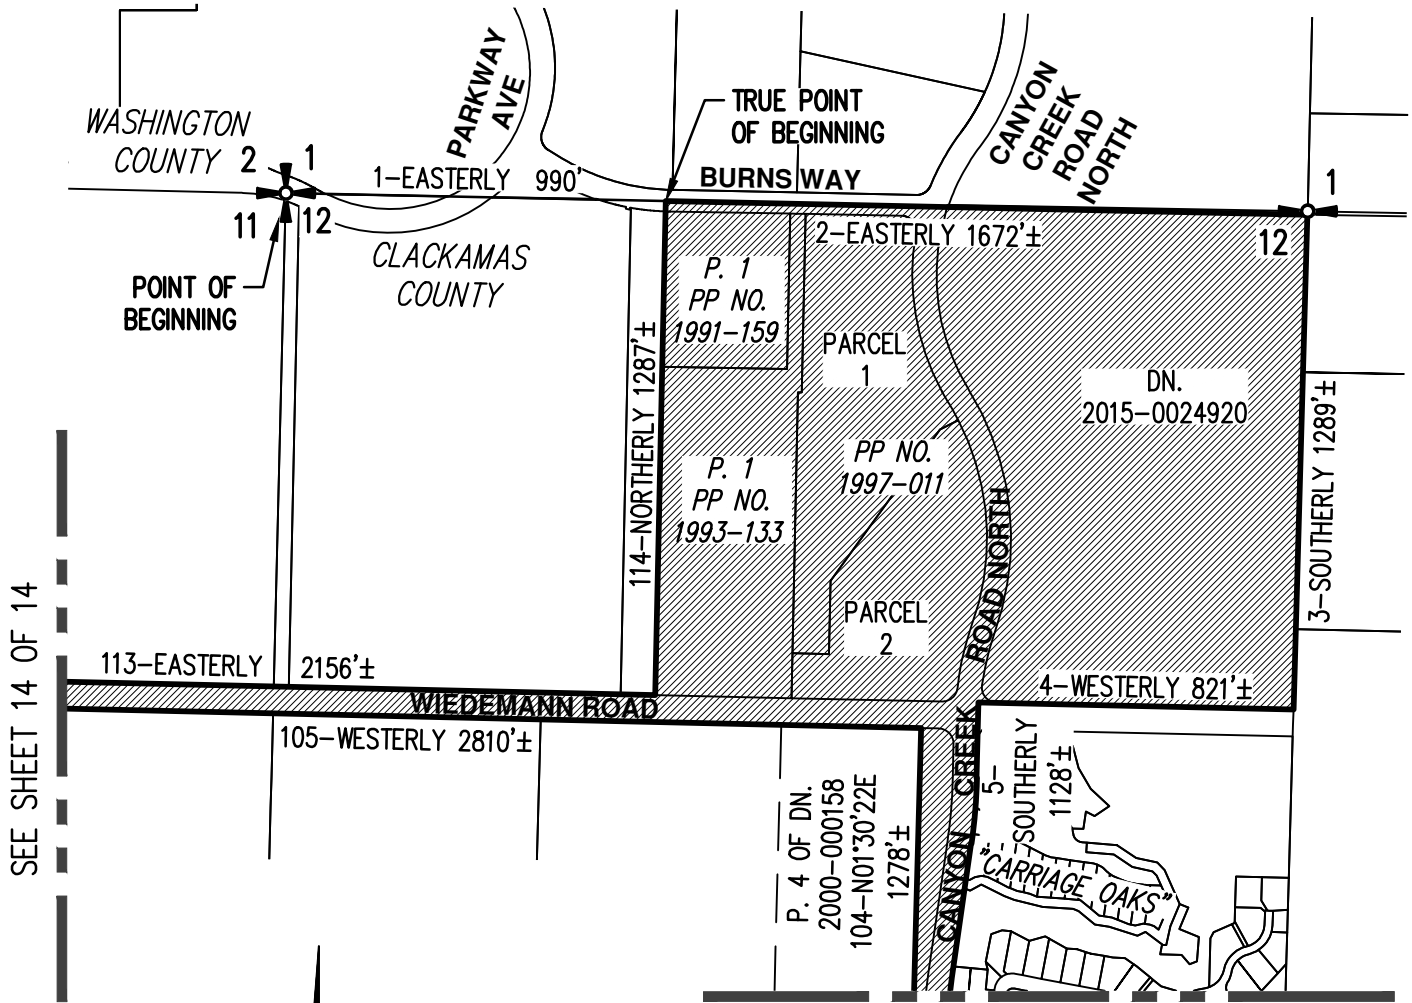 WASHINGTON
COUNTY
2
1
11
12
PARKWAY
AVE
TRUE POINT
OF BEGINNING
CANYON
CREEK
ROAD
NORTH
1-EASTERLY 990'
BURNS WAY
1
12
2-EASTERLY 1672'±
CLACKAMAS
COUNTY
POINT OF
BEGINNING
P. 1
PP NO.
1991-159
PARCEL
1
DN.
2015-0024920
114-NORTHERLY 1287'±
3-SOUTHERLY 1289'±
P. 1
PP NO.
1993-133
PP NO.
1997-011
ROAD NORTH
PARCEL
2
SEE SHEET 14 OF 14
113-EASTERLY 2156'±
4-WESTERLY 821'±
WIEDEMANN ROAD
105-WESTERLY 2810'±
CANYON CREEK
5-
SOUTHERLY
1128'±
P. 4 OF DN.
2000-000158
104-N01°30'22E
1278'±
"CARRIAGE OAKS"